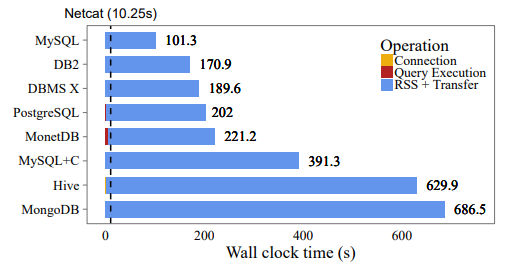 Netcat (10.25s)
MySQL 101.3
DB2 170.9
DBMS X 189.6
PostgreSQL 202
MonetDB 221.2
MySQL+C 391.3
Hive 629.9
MongoDB 686.5
Operation
Connection
Query Execution
RSS + Transfer
0 200 400 600
Wall clock time (s)